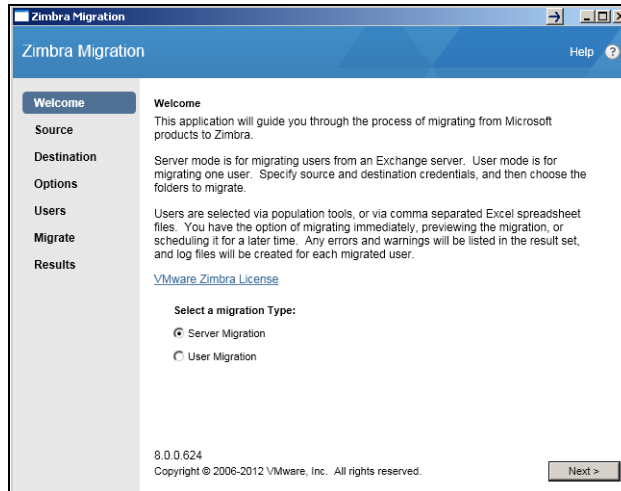 Zimbra Migration
Zimbra Migration
Help ?
Welcome
Source
Destination
Options
Users
Migrate
Results
Welcome
This application will guide you through the process of migrating from Microsoft
products to Zimbra.
Server mode is for migrating users from an Exchange server. User mode is for
migrating one user. Specify source and destination credentials, and then choose the
folders to migrate.
Users are selected via population tools, or via comma separated Excel spreadsheet
files. You have the option of migrating immediately, previewing the migration, or
scheduling it for a later time. Any errors and warnings will be listed in the result set,
and log files will be created for each migrated user.
VMware Zimbra License
Select a migration Type:
Server Migration
User Migration
8.0.0.624
Copyright © 2006-2012 VMware, Inc. All rights reserved.
Next >